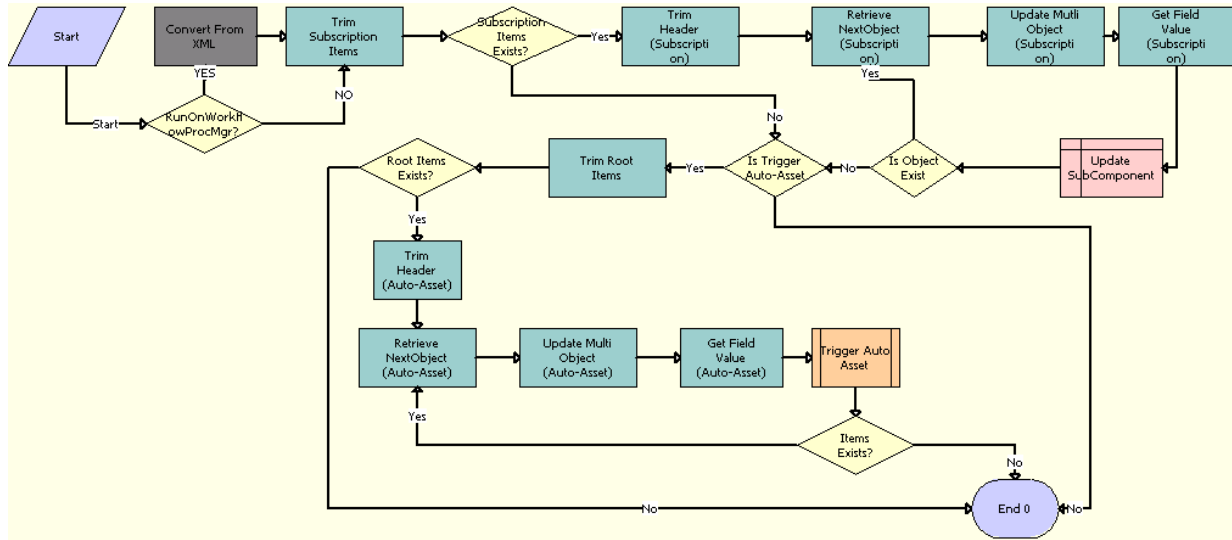 Start
Convert From
XML
Trim
Subscription
Items
Subscription
Items
Exists?
Yes
Trim
Header
(Subscripti
on)
Retrieve
NextObject
(Subscripti
on)
Update Mutli
Object
(Subscripti
on)
Get Field
Value
(Subscripti
on)
YES
NO
Yes
Start
RunOnWorkfl
owProcMgr?
No
Root Items
Exists?
Trim Root
Items
Yes
Is Trigger
Auto-Asset
No
Is Object
Exist
Update
SubComponent
Yes
Trim
Header
(Auto-Asset)
Retrieve
NextObject
(Auto-Asset)
Update Multi
Object
(Auto-Asset)
Get Field
Value
(Auto-Asset)
Trigger Auto
Asset
Yes
Items
Exists?
No
No
End 0
No